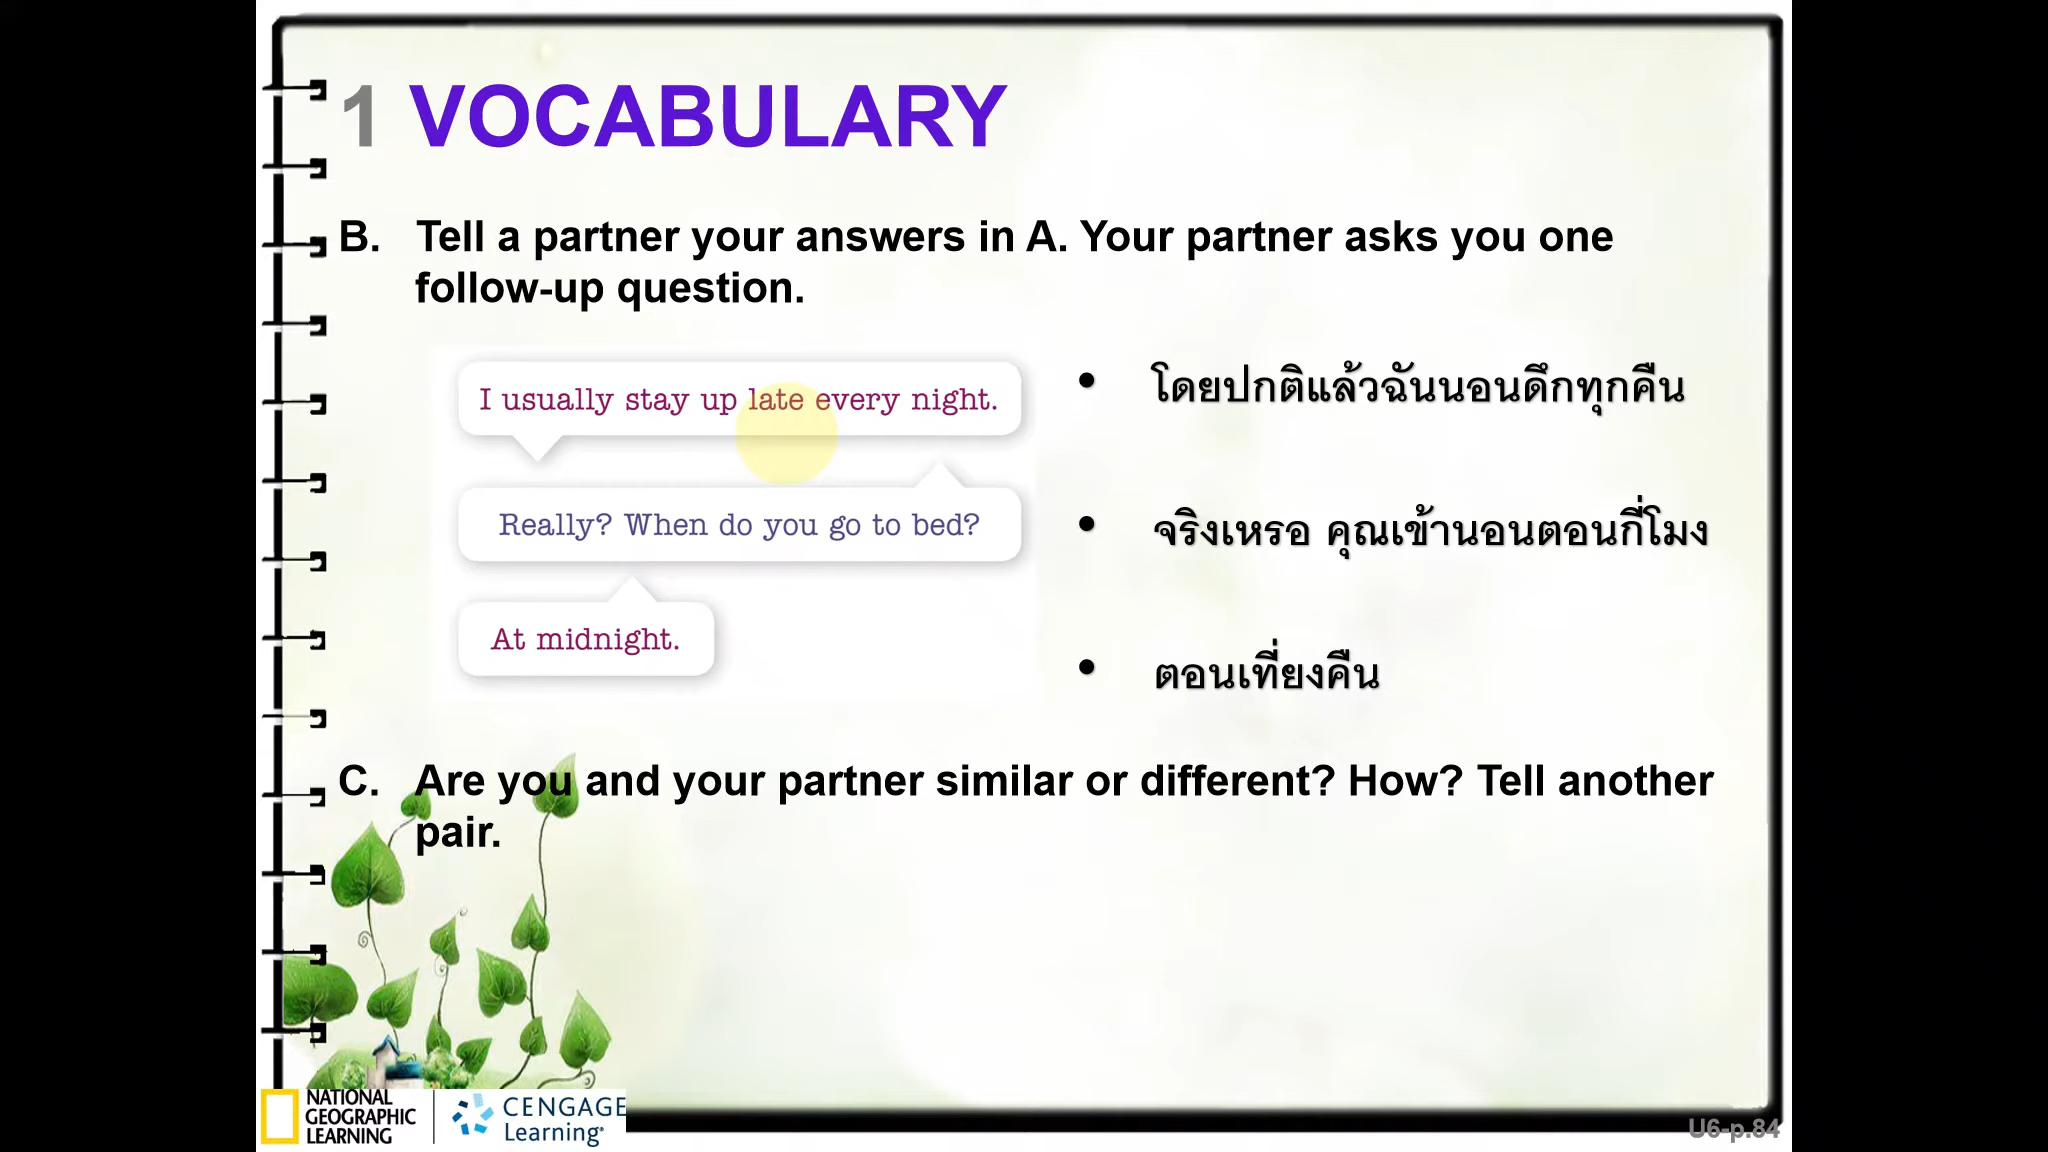 1 VOCABULARY
B. Tell a partner your answers in A. Your partner asks you one
follow-up question.
I usually stay up late every night.
• โดยปกติแล้วฉันนอนดึกทุกคืน
Really? When do you go to bed?
• จริงเหรอ คุณเข้านอนตอนกี่โมง
At midnight.
• ตอนเที่ยงคืน
C. Are you and your partner similar or different? How? Tell another
pair.
NATIONAL
GEOGRAPHIC
LEARNING
CENGAGE
Learning®
U6-p.84